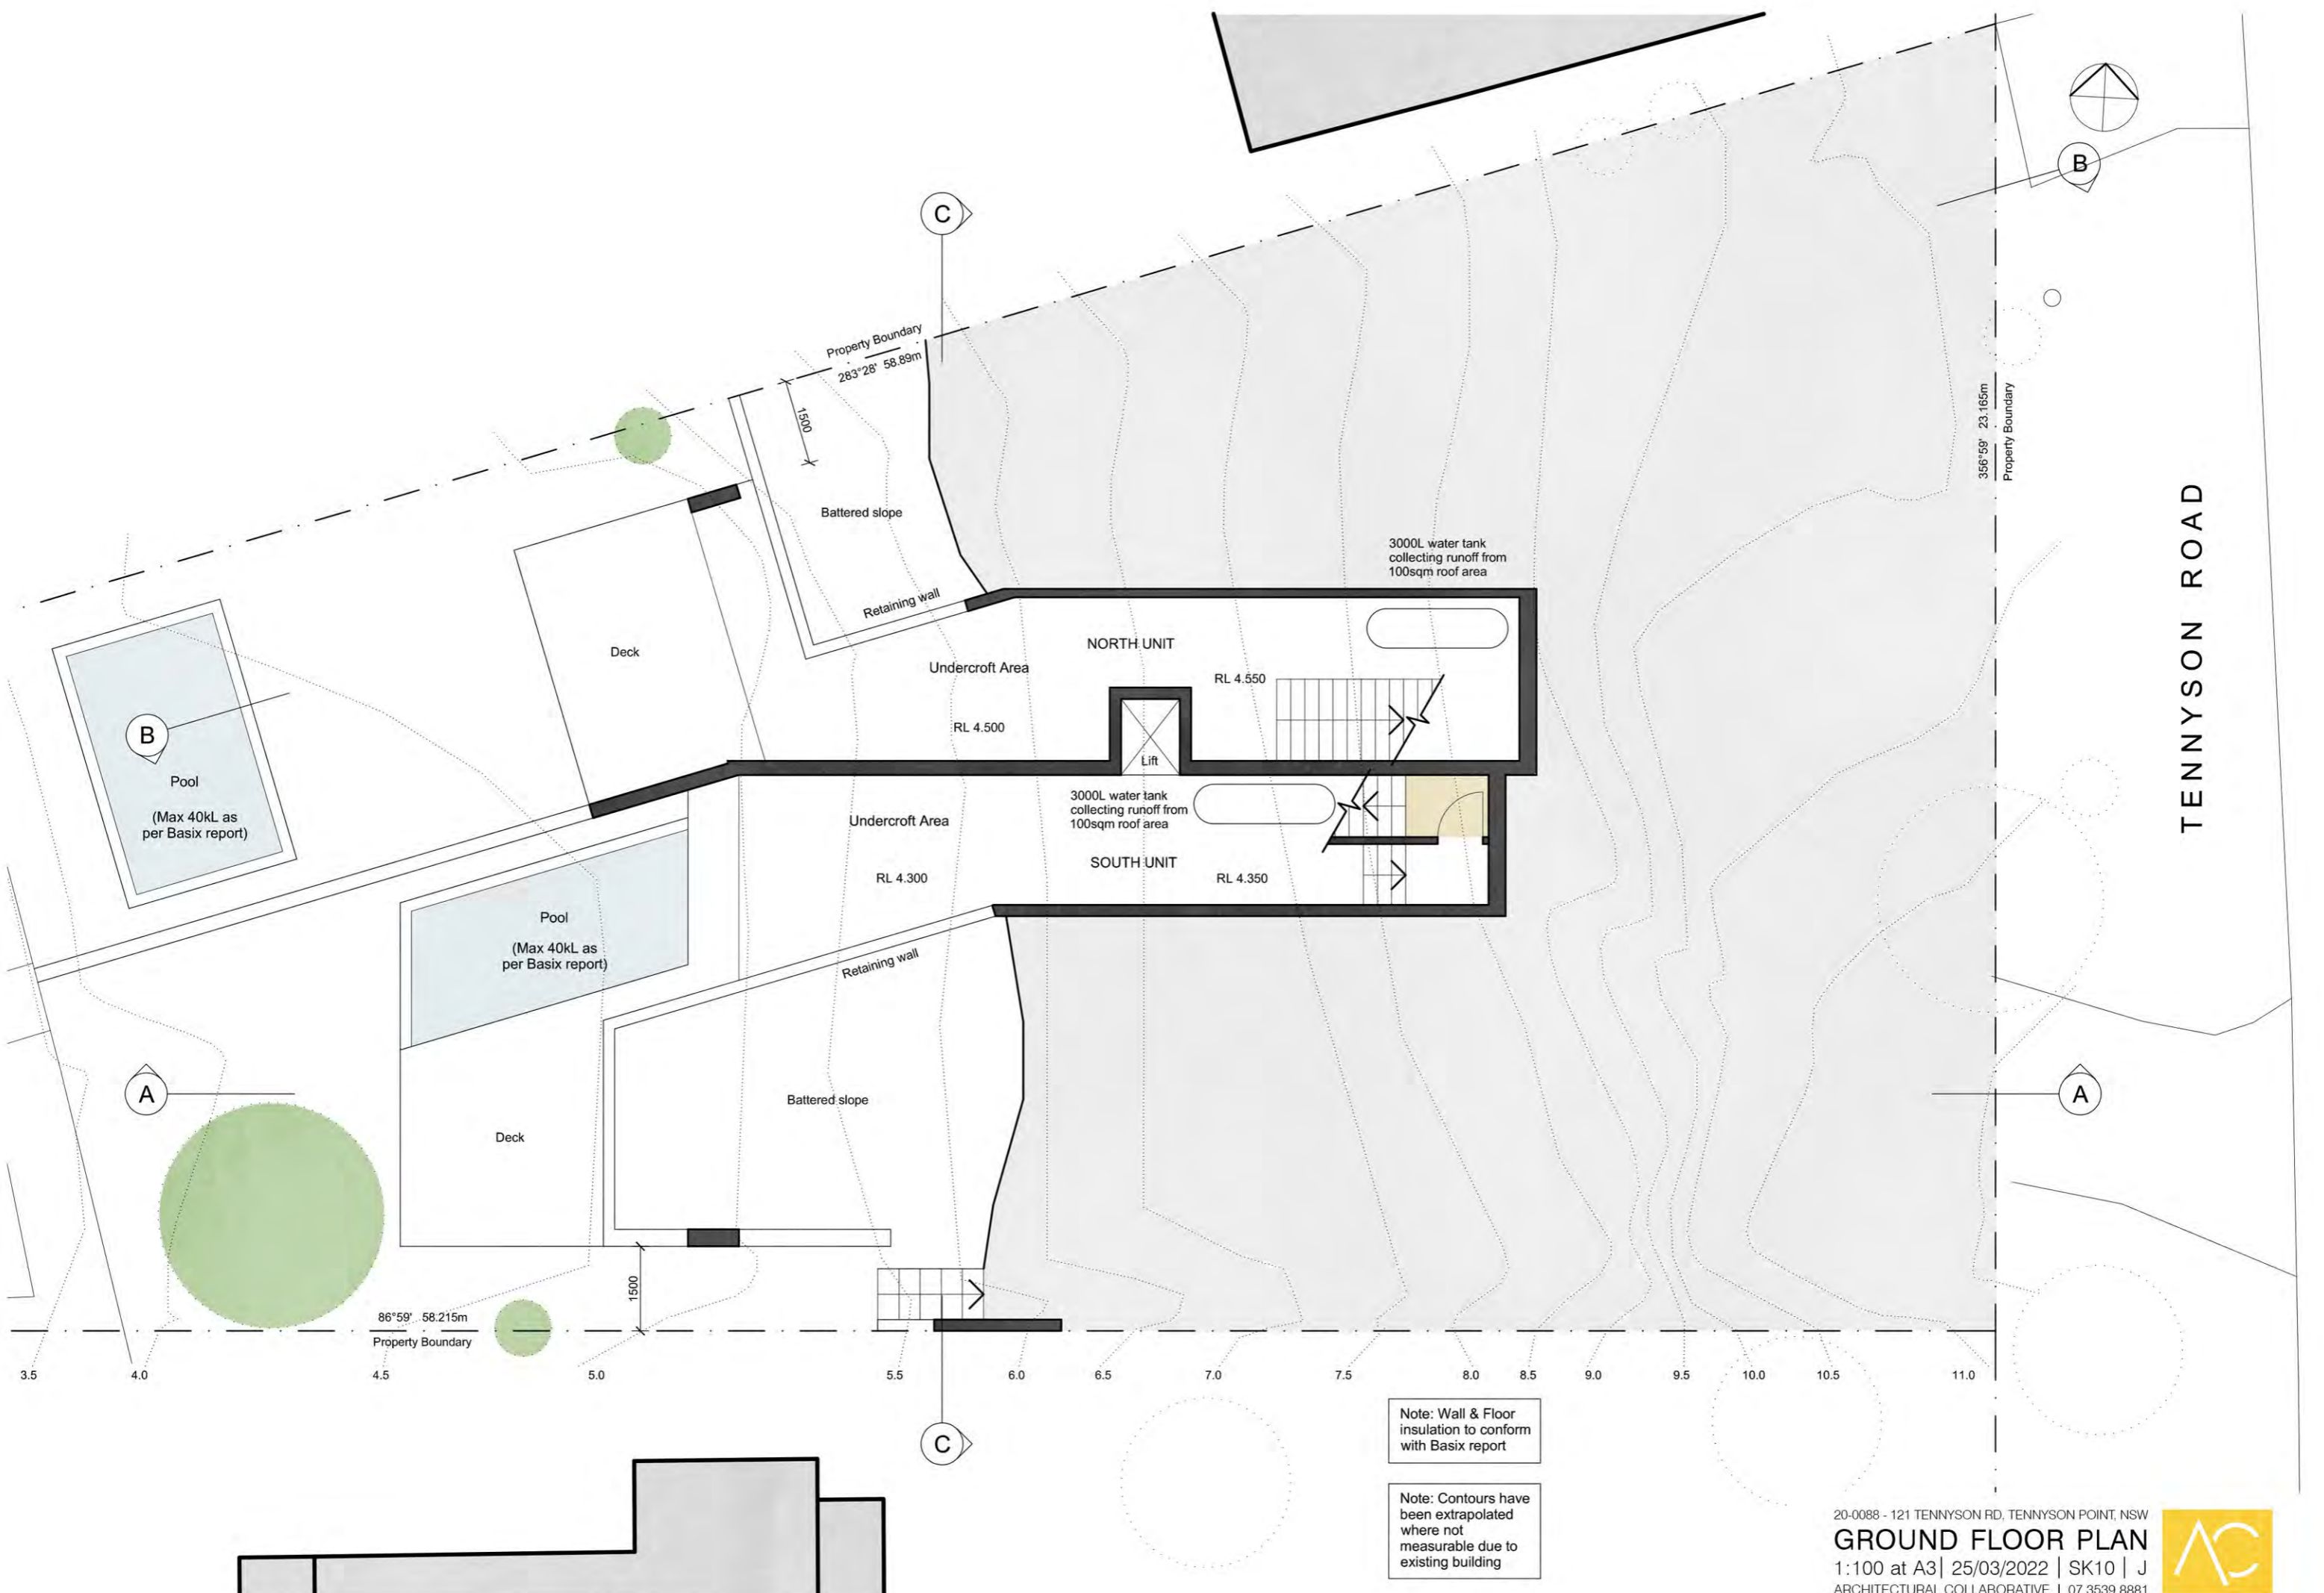 C
B
Property Boundary
283°28' 58.89m
1500
356°59' 23.165m
Property Boundary
TENNYSON ROAD
Battered slope
3000L water tank
collecting runoff from
100sqm roof area
Retaining wall
NORTH UNIT
Deck
Undercroft Area
RL 4.550
RL 4.500
B
Lift
Pool
(Max 40kL as
per Basix report)
3000L water tank
collecting runoff from
100sqm roof area
Undercroft Area
SOUTH UNIT
RL 4.300
RL 4.350
Pool
(Max 40kL as
per Basix report)
Retaining wall
A
A
Battered slope
Deck
1500
86°59' 58.215m
Property Boundary
3.5
4.0
4.5
5.0
5.5
6.0
6.5
7.0
7.5
8.0
8.5
9.0
9.5
10.0
10.5
11.0
C
Note: Wall & Floor
insulation to conform
with Basix report
Note: Contours have
been extrapolated
where not
measurable due to
existing building
20-0088 - 121 TENNYSON RD, TENNYSON POINT, NSW
GROUND FLOOR PLAN
1:100 at A3 | 25/03/2022 | SK10 | J
ARCHITECTURAL COLLABORATIVE | 07 3539 8881
AC